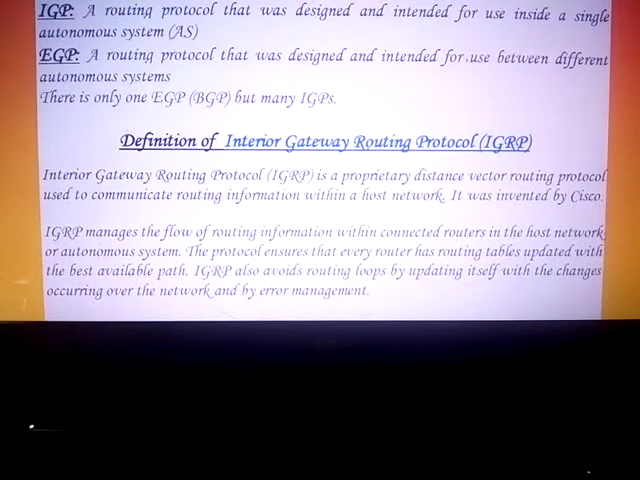 IGP: A routing protocol that was designed and intended for use inside a single
autonomous system (AS)
EGP: A routing protocol that was designed and intended for use between different
autonomous systems
There is only one EGP (BGP) but many IGPs.
Definition of Interior Gateway Routing Protocol (IGRP)
Interior Gateway Routing Protocol (IGRP) is a proprietary distance vector routing protocol
used to communicate routing information within a host network. It was invented by Cisco.
IGRP manages the flow of routing information within connected routers in the host network
or autonomous system. The protocol ensures that every router has routing tables updated with
the best available path. IGRP also avoids routing loops by updating itself with the changes
occurring over the network and by error management.